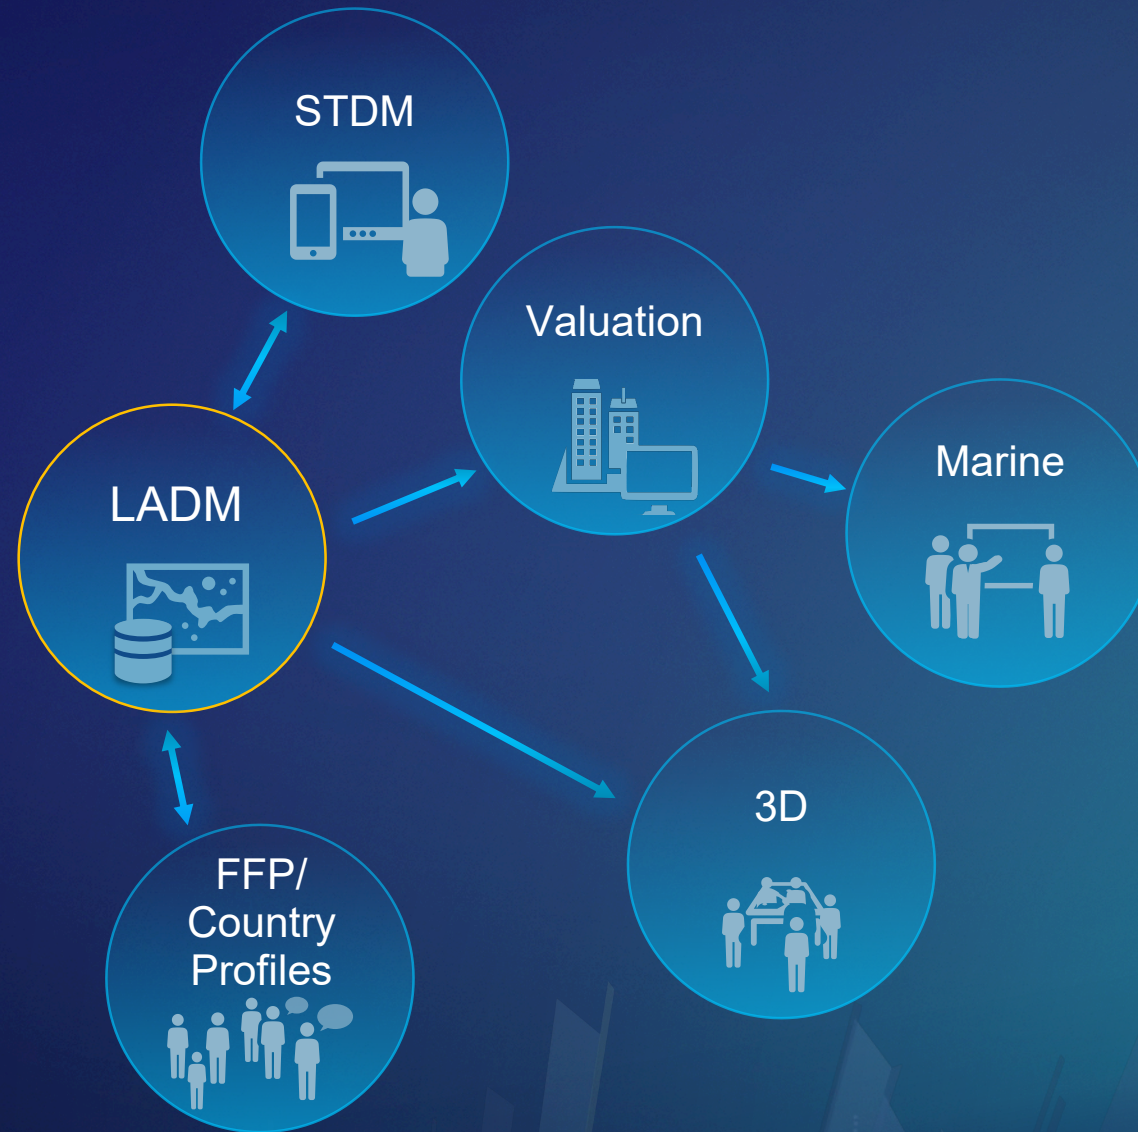 STDM
Valuation
Marine
LADM
3D
FFP/
Country
Profiles